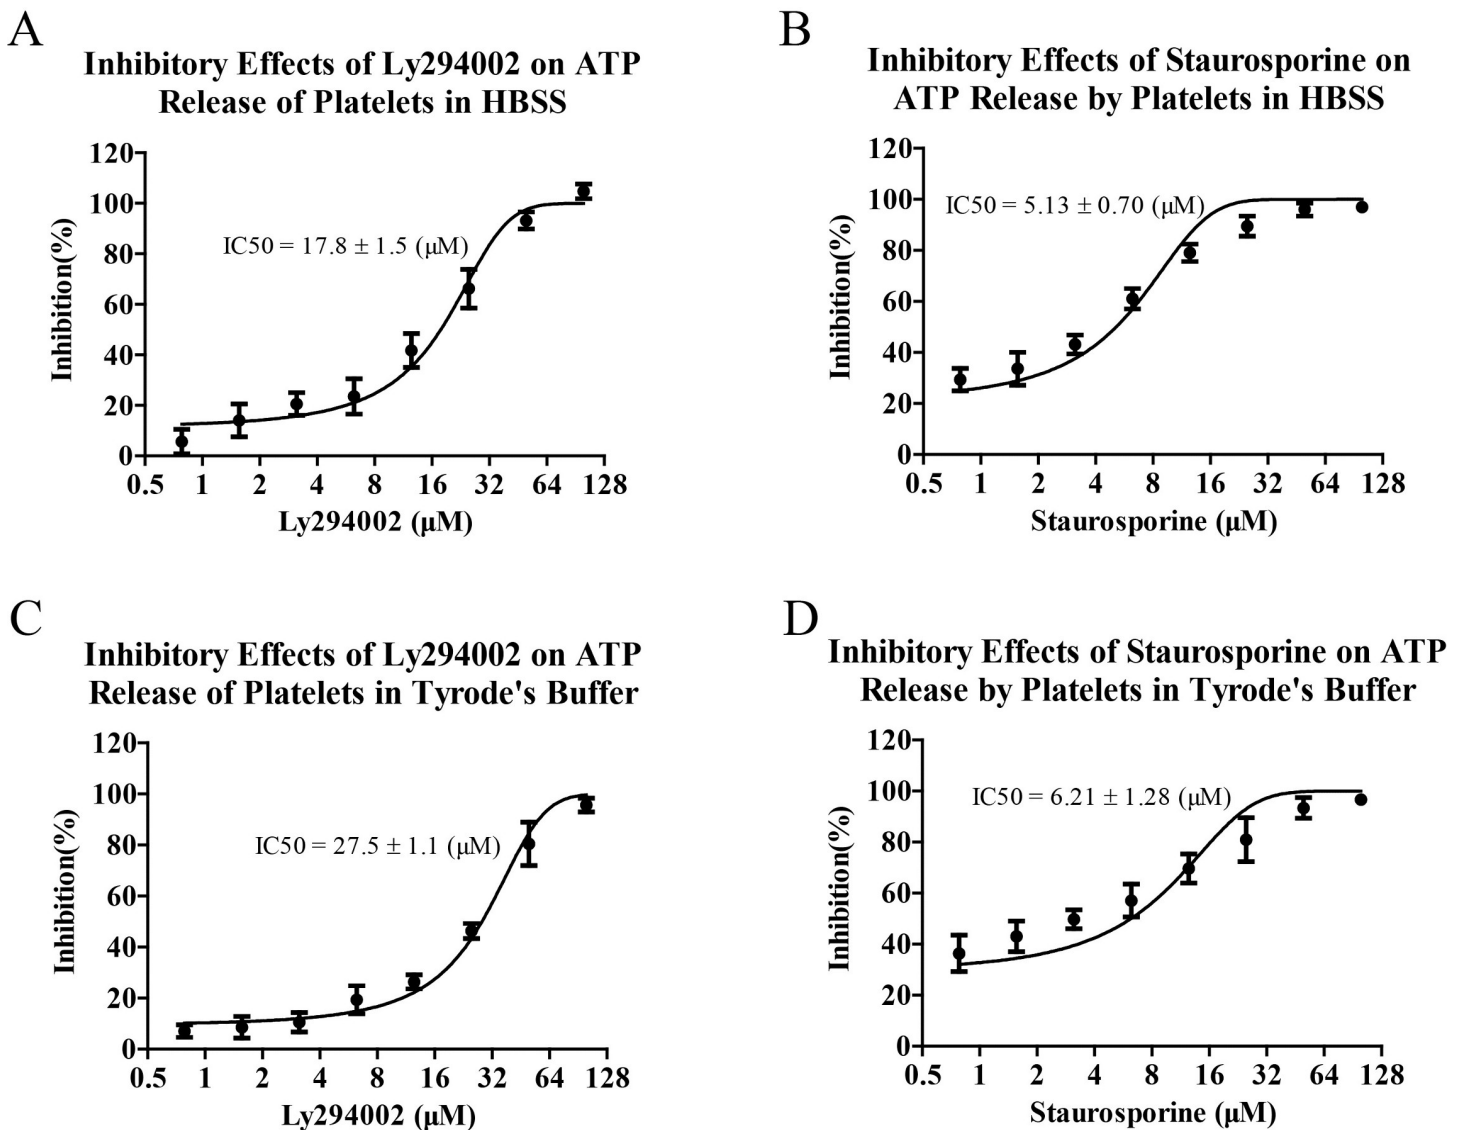 A
Inhibitory Effects of Ly294002 on ATP
Release of Platelets in HBSS
120
100
80
60
40
20
0
Inhibition(%)
IC50 = 17.8 ± 1.5 (μM)
0.5 1 2 4 8 16 32 64 128
Ly294002 (μM)
B
Inhibitory Effects of Staurosporine on
ATP Release by Platelets in HBSS
120
100
80
60
40
20
0
Inhibition(%)
IC50 = 5.13 ± 0.70 (μM)
0.5 1 2 4 8 16 32 64 128
Staurosporine (μM)
C
Inhibitory Effects of Ly294002 on ATP
Release of Platelets in Tyrode's Buffer
120
100
80
60
40
20
0
Inhibition(%)
IC50 = 27.5 ± 1.1 (μM)
0.5 1 2 4 8 16 32 64 128
Ly294002 (μM)
D
Inhibitory Effects of Staurosporine on ATP
Release by Platelets in Tyrode's Buffer
120
100
80
60
40
20
0
Inhibition(%)
IC50 = 6.21 ± 1.28 (μM)
0.5 1 2 4 8 16 32 64 128
Staurosporine (μM)